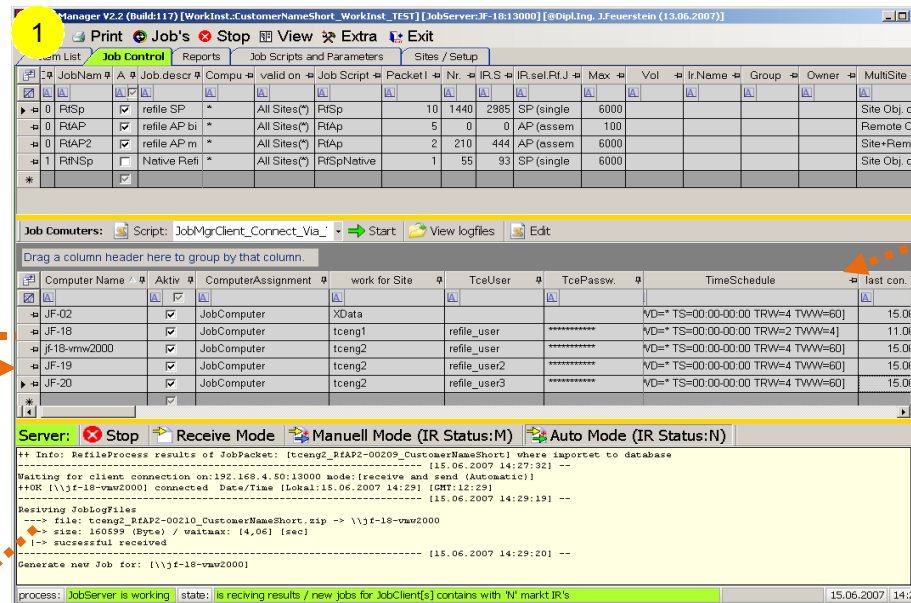 1
Manager V2.2 (Build:117) [WorkInst.:CustomerNameShort_WorkInst_TEST] [JobServer:JF-18:13000] [@Dipl.Ing. J.Feuerstein (13.06.2007)]
Print Job's Stop View Extra Exit
em List Job Control Reports Job Scripts and Parameters Sites / Setup
JobNam A Job.descr Compu valid on Job Script Packet I Nr. IR.S IR.sel.Rf.J Max Vol Ir.Name Group Owner MultiSite
0 RfSp refile SP * All Sites(*) RfSp 10 1440 2985 SP (single 6000 Site Obj. c
0 RfAP refile AP bi * All Sites(*) RfAp 5 0 0 AP (assem 100 Remote O
0 RfAP2 refile AP m * All Sites(*) RfAp 2 210 444 AP (assem 6000 Site+Rem
1 RfNSp Native Refi * All Sites(*) RfSpNative 1 55 93 SP (single 6000 Site Obj. c
Job Comuters: Script: JobMgrClient_Connect_Via_ Start View logfiles Edit
Drag a column header here to group by that column.
Computer Name Aktiv ComputerAssignment work for Site TceUser TcePassw. TimeSchedule last con.
JF-02 JobComputer XData WD=* TS=00:00-00:00 TRW=4 TWW=60] 15.06
JF-18 JobComputer tceng1 refile_user *********** WD=* TS=00:00-00:00 TRW=2 TWW=4] 11.06
jf-18-vmw2000 JobComputer tceng2 refile_user *********** WD=* TS=00:00-00:00 TRW=4 TWW=60] 15.06
JF-19 JobComputer tceng2 refile_user2 *********** WD=* TS=00:00-00:00 TRW=4 TWW=60] 15.06
JF-20 JobComputer tceng2 refile_user3 *********** WD=* TS=00:00-00:00 TRW=4 TWW=60] 15.06
Server: Stop Receive Mode Manuell Mode (IR Status:M) Auto Mode (IR Status:N)
++ Info: RefileProcess results of JobPacket: [tceng2_RfAP2-00209_CustomerNameShort] where importet to database
---------------------------------------------------------- [15.06.2007 14:27:32] --
Waiting for client connection on:192.168.4.50:13000 mode:[receive and send (Automatic)]
++OK [\\jf-18-vmw2000] connected Date/Time [Lokal:15.06.2007 14:29] [GMT:12:29]
---------------------------------------------------------- [15.06.2007 14:29:19] --
Resiving JobLogFiles
---> file: tceng2_RfAP2-00210_CustomerNameShort.zip -> \\jf-18-vmw2000
-> size: 160599 (Byte) / waitmax: [4,06] [sec]
|-> sucsessful received
---------------------------------------------------------- [15.06.2007 14:29:20] --
Generate new Job for: [\\jf-18-vmw2000]
process: JobServer is working state: is reciving results / new jobs for JobClient[s] contains with 'N' markt IR's 15.06.2007 14:2